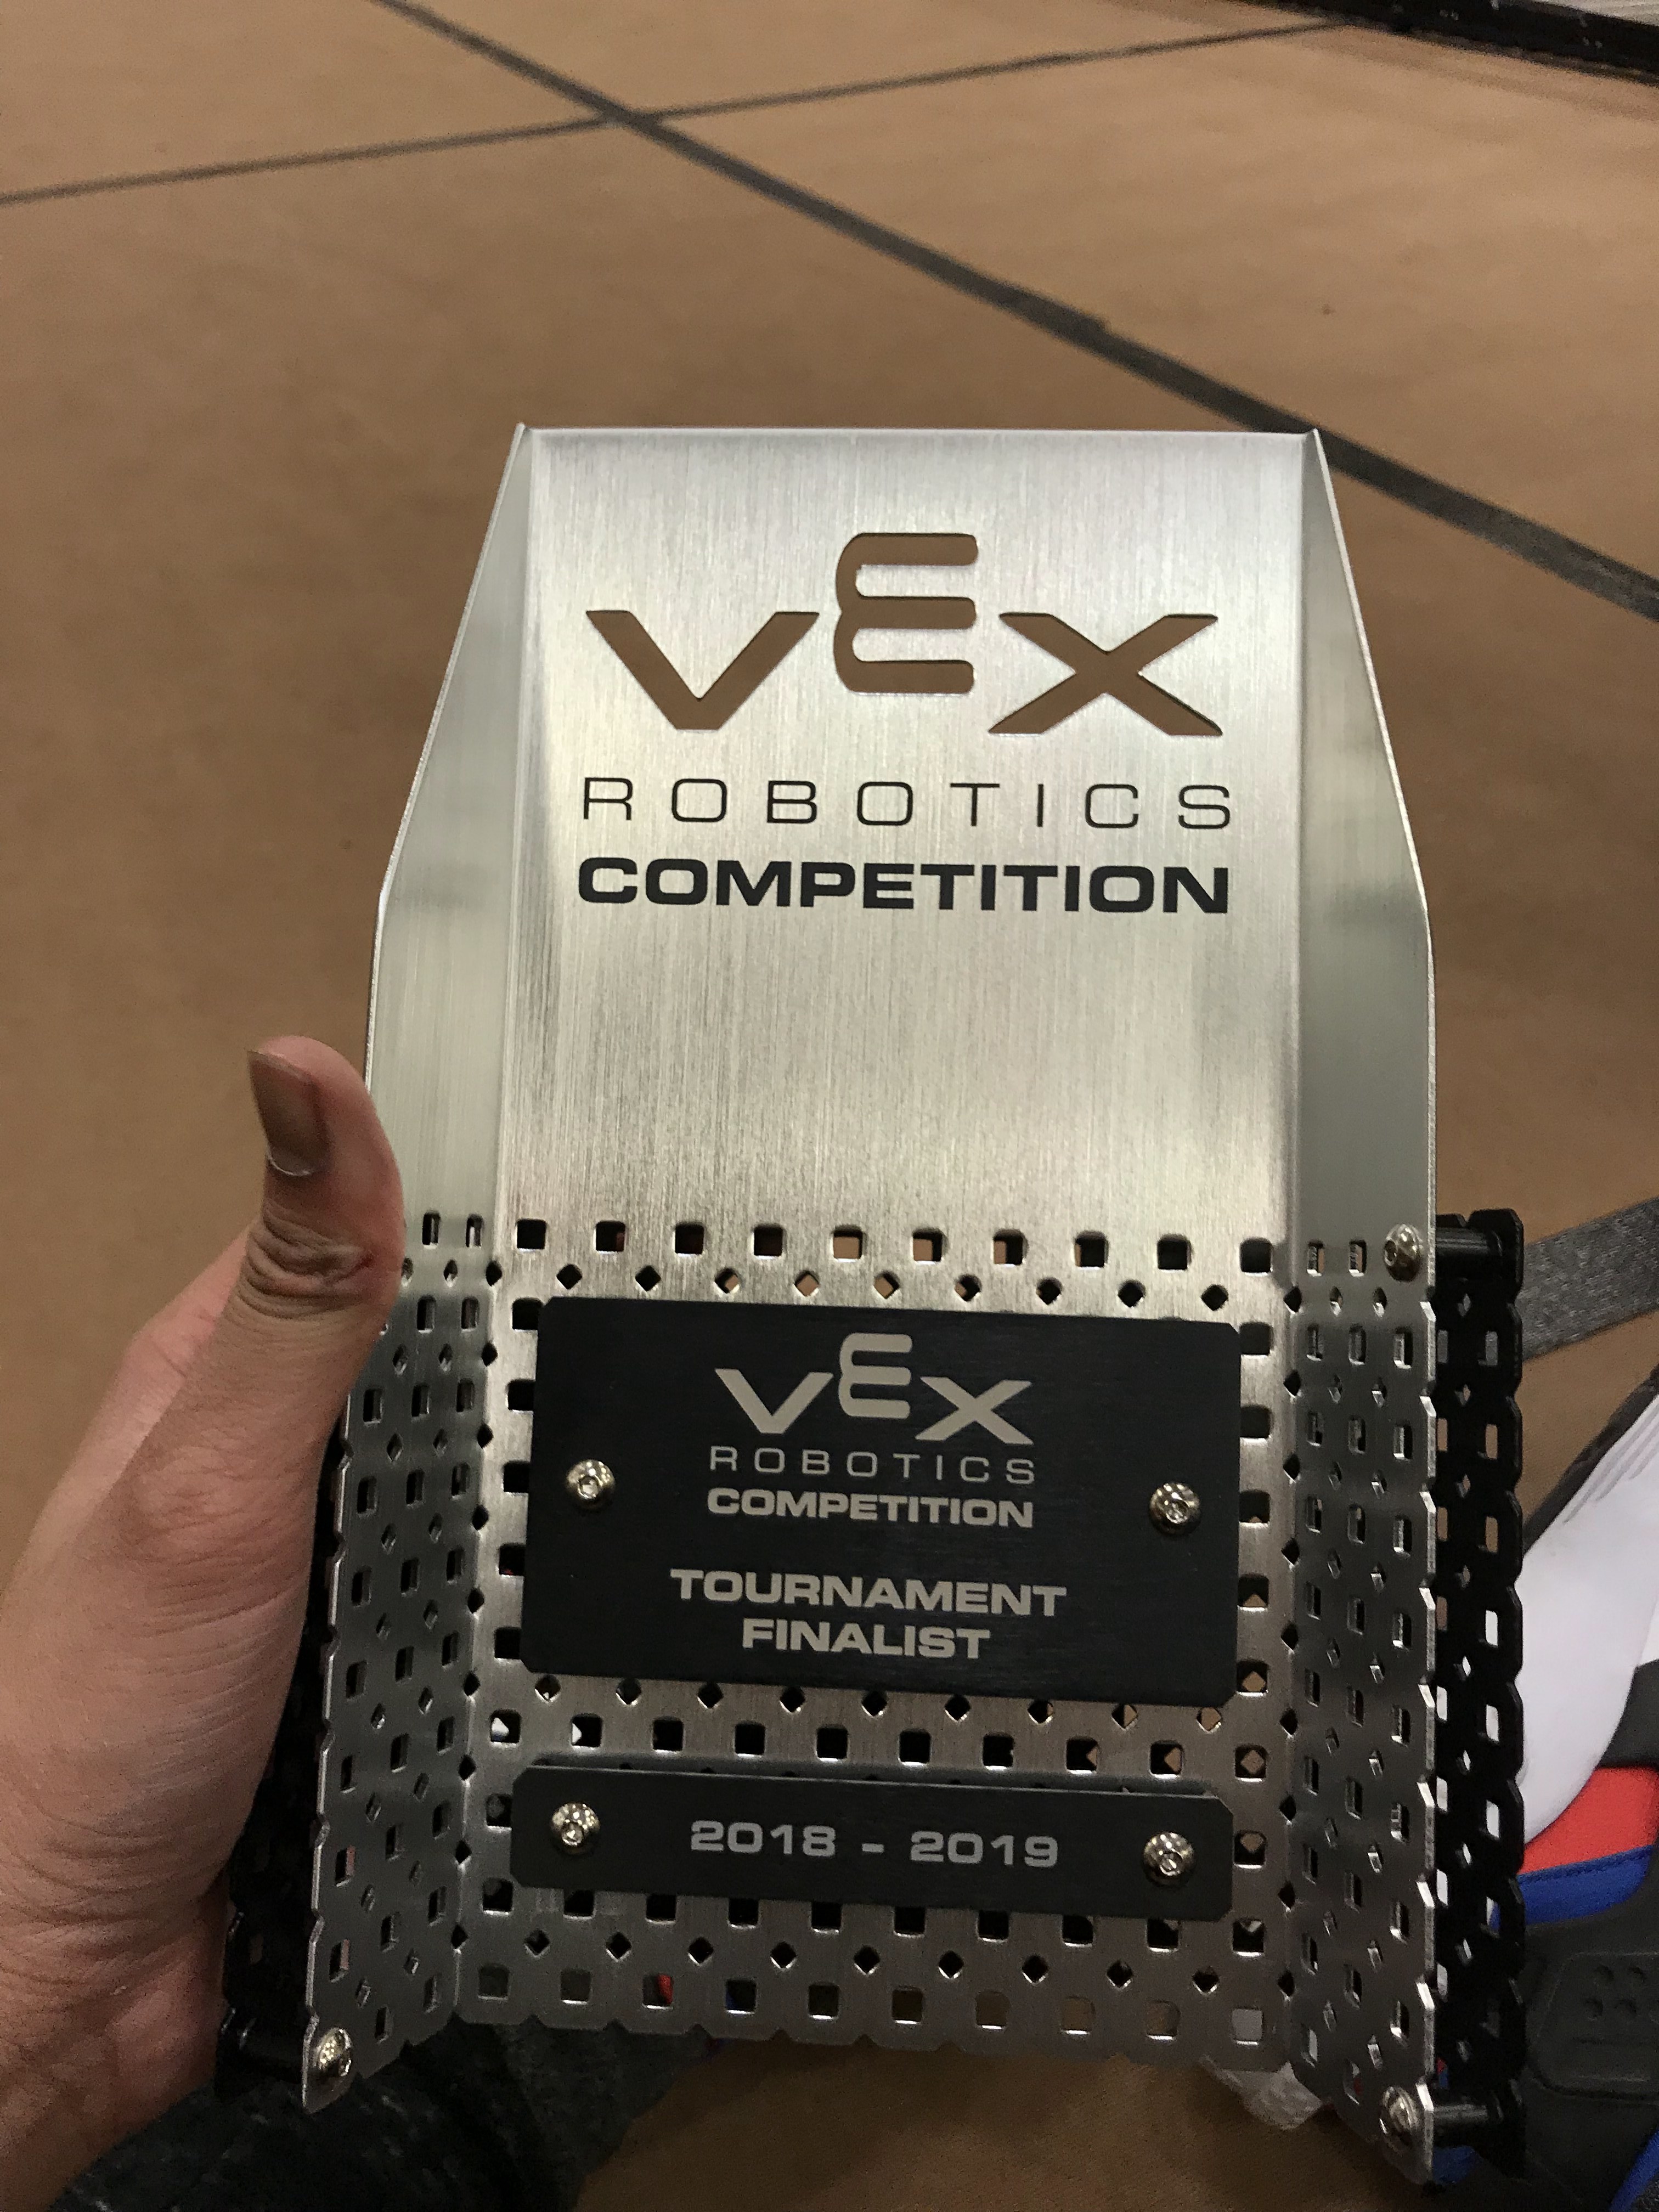 VEX
ROBOTICS
COMPETITION
VEX
ROBOTICS
COMPETITION
TOURNAMENT
FINALIST
2018 - 2019